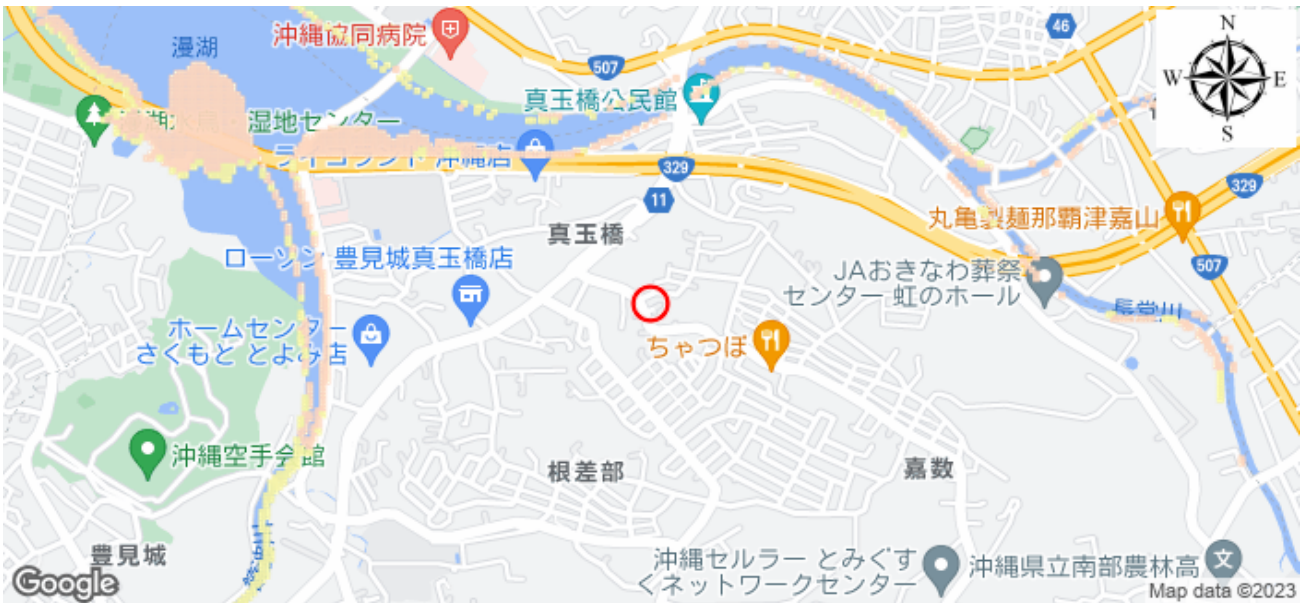 漫湖
沖縄協同病院
46
507
N
W
E
S
真玉橋公民館
湿地センター
ライコランド 沖縄店
329
11
329
真玉橋
丸亀製麺那覇津嘉山
507
ローソン 豊見城真玉橋店
JAおきなわ葬祭
センター 虹のホール
長堂川
ホームセンター
さくもと とよみ店
ちゃつぼ
沖縄空手会館
根差部
嘉数
豊見城
沖縄セルラー とみぐす
くネットワークセンター
沖縄県立南部農林高
文
Google
Map data ©2023